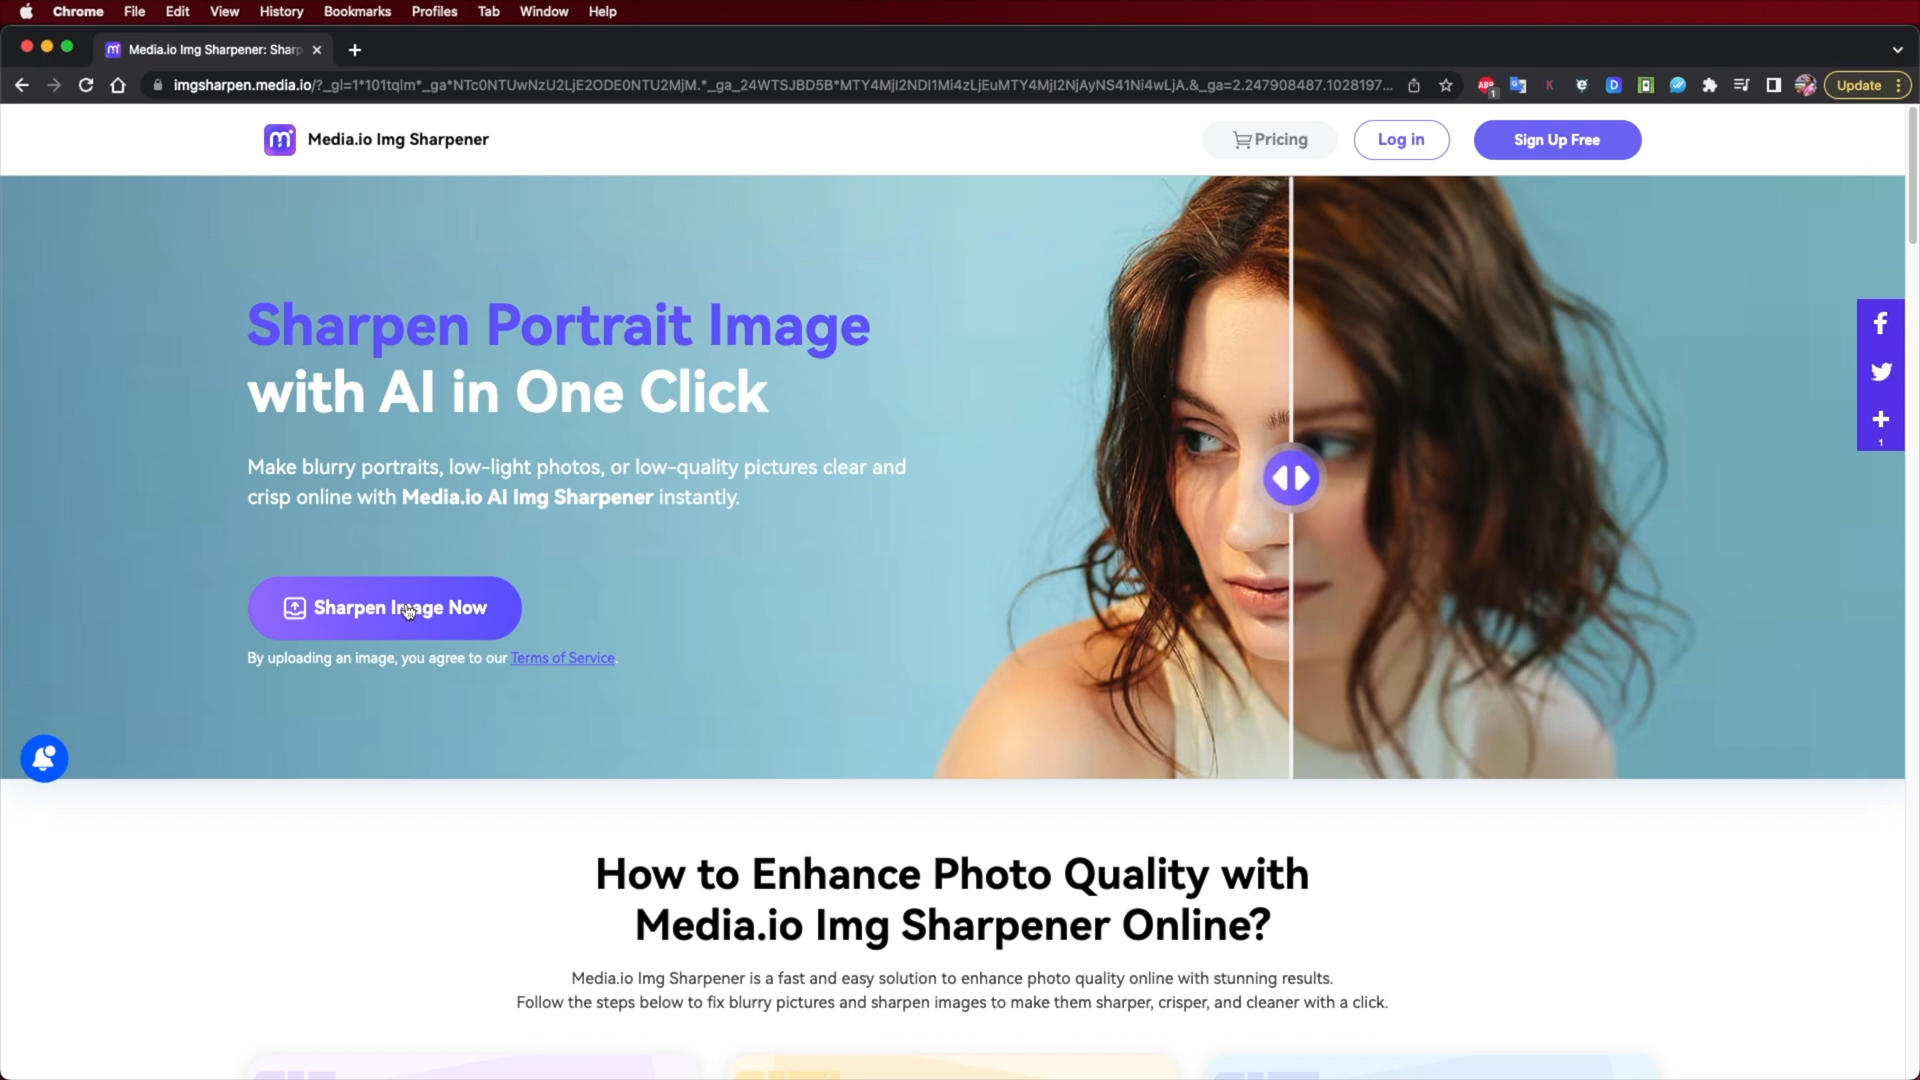 Chrome File Edit View History Bookmarks Profiles Tab Window Help
Media.io Img Sharpener: Sharp
imgsharpen.media.io/?_gl=1*101tqlm*_ga*NTc0NTUwNzU2LjE2ODE0NTU2MjM.*_ga_24WTSJBD5B*MTY4MjI2NDI1Mi4zLjEuMTY4MjI2NjAyNS41Ni4wLjA.&_ga=2.247908487.1028197...
ABP
1
K
D
Update
Media.io Img Sharpener
Pricing
Log in
Sign Up Free
Sharpen Portrait Image
with AI in One Click
Make blurry portraits, low-light photos, or low-quality pictures clear and
crisp online with Media.io AI Img Sharpener instantly.
Sharpen Image Now
By uploading an image, you agree to our Terms of Service.
1
How to Enhance Photo Quality with
Media.io Img Sharpener Online?
Media.io Img Sharpener is a fast and easy solution to enhance photo quality online with stunning results.
Follow the steps below to fix blurry pictures and sharpen images to make them sharper, crisper, and cleaner with a click.